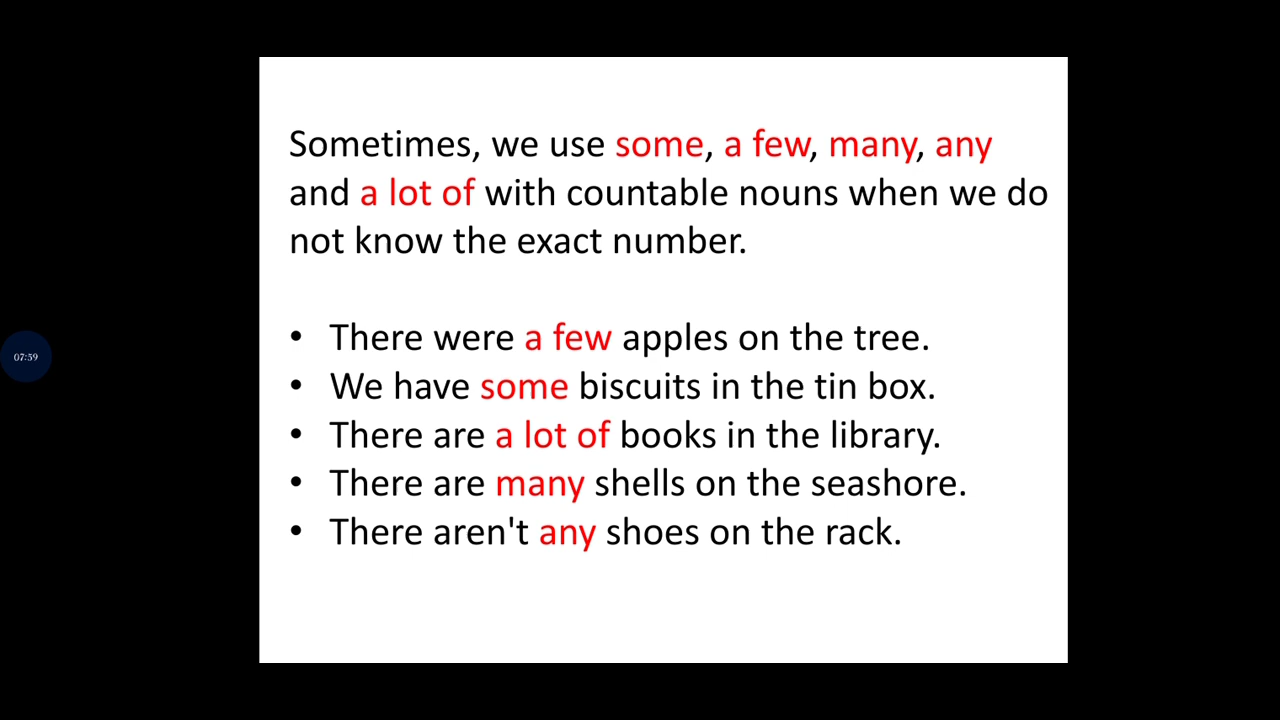 Sometimes, we use some, a few, many, any
and a lot of with countable nouns when we do
not know the exact number.
• There were a few apples on the tree.
• We have some biscuits in the tin box.
• There are a lot of books in the library.
• There are many shells on the seashore.
• There aren't any shoes on the rack.
07:39